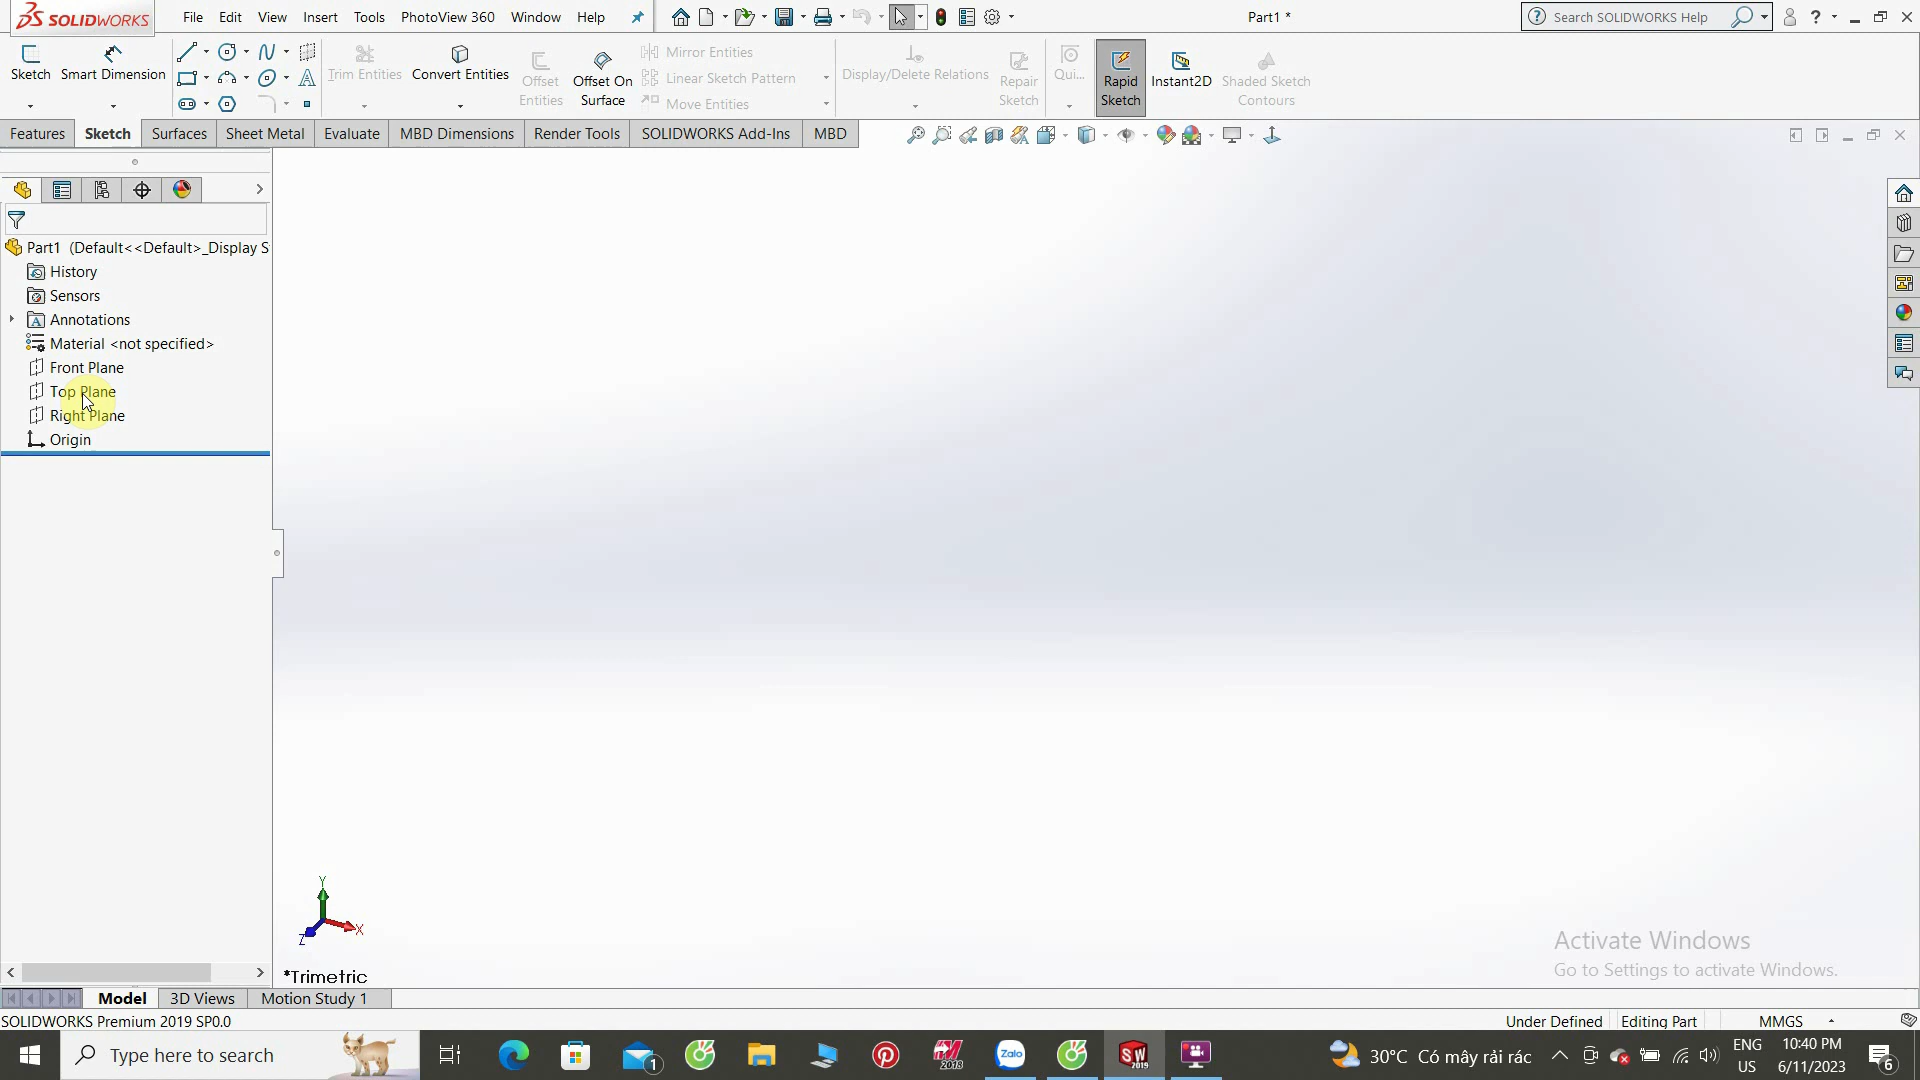 SOLIDWORKS File Edit View Insert Tools PhotoView 360 Window Help Part1 * Search SOLIDWORKS Help
Sketch Smart Dimension Trim Entities Convert Entities Offset Entities Offset On Surface Mirror Entities Linear Sketch Pattern Move Entities Display/Delete Relations Repair Sketch Qui... Rapid Sketch Instant2D Shaded Sketch Contours
Features Sketch Surfaces Sheet Metal Evaluate MBD Dimensions Render Tools SOLIDWORKS Add-Ins MBD
Part1 (Default<<Default>_Display S
History
Sensors
Annotations
Material <not specified>
Front Plane
Top Plane
Right Plane
Origin
Y
X
Z
*Trimetric
Activate Windows
Go to Settings to activate Windows.
Model 3D Views Motion Study 1
SOLIDWORKS Premium 2019 SP0.0 Under Defined Editing Part MMGS
Type here to search 1 2018 Zalo SW 2019 30°C Có mây rải rác ENG US 10:40 PM 6/11/2023 6